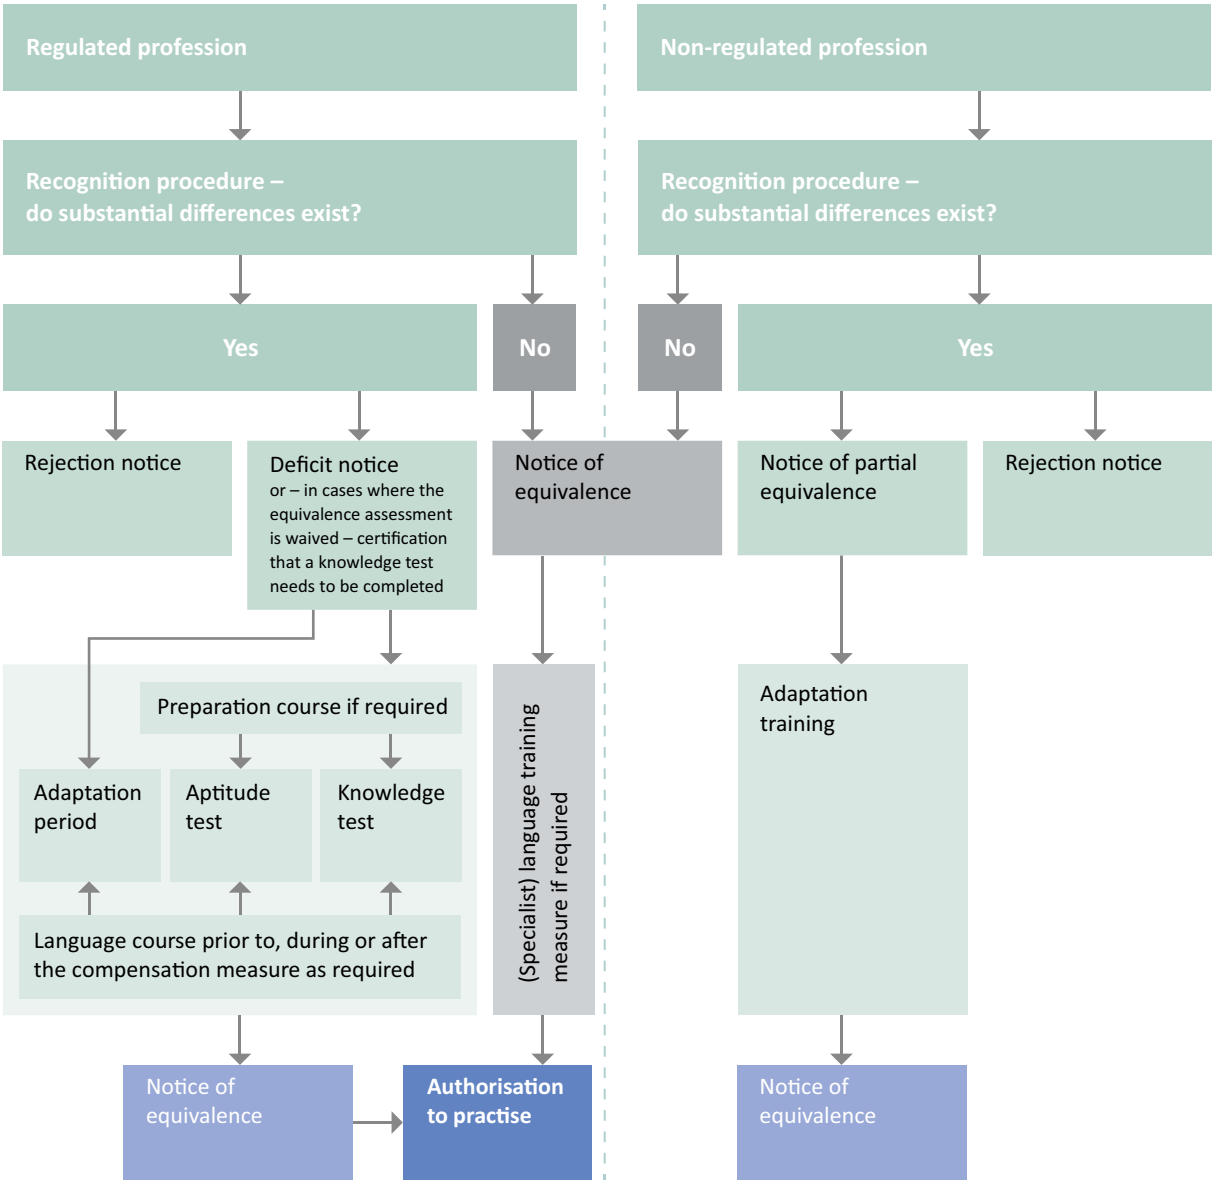 Regulated profession
Non-regulated profession
Recognition procedure –
do substantial differences exist?
Recognition procedure –
do substantial differences exist?
Yes
No
No
Yes
Rejection notice
Deficit notice
or – in cases where the
equivalence assessment
is waived – certification
that a knowledge test
needs to be completed
Notice of
equivalence
Notice of partial
equivalence
Rejection notice
Preparation course if required
Adaptation
period
Aptitude
test
Knowledge
test
Language course prior to, during or after
the compensation measure as required
(Specialist) language training
measure if required
Adaptation
training
Notice of
equivalence
Authorisation
to practise
Notice of
equivalence